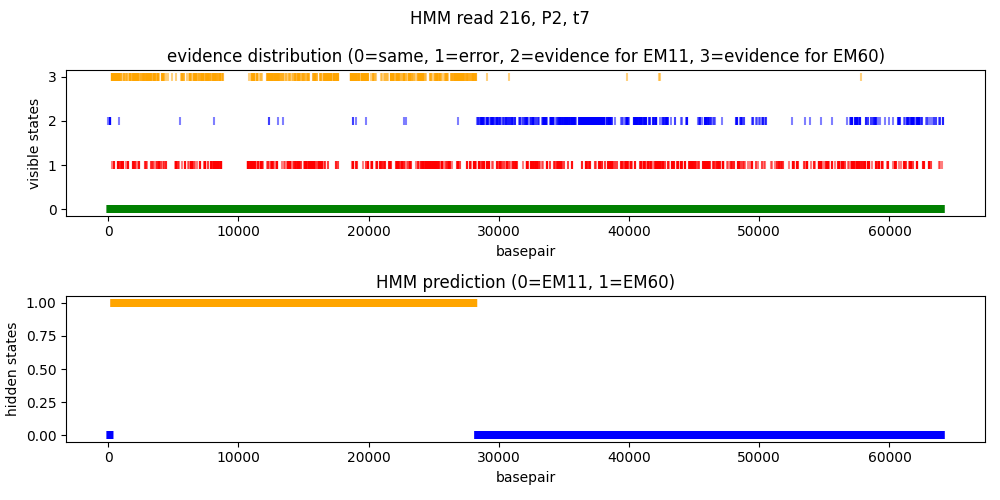 HMM read 216, P2, t7
evidence distribution (0=same, 1=error, 2=evidence for EM11, 3=evidence for EM60)
visible states
3
2
1
0
0 10000 20000 30000 40000 50000 60000
basepair
HMM prediction (0=EM11, 1=EM60)
hidden states
1.00
0.75
0.50
0.25
0.00
0 10000 20000 30000 40000 50000 60000
basepair